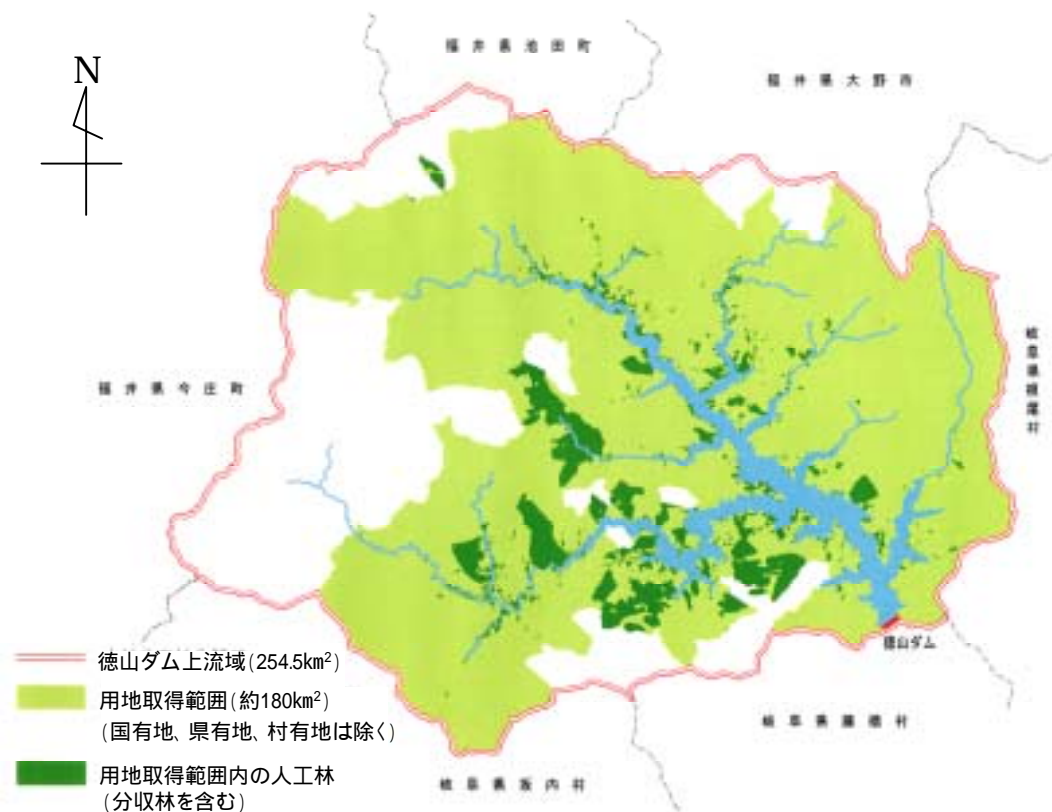 福井県池田町
福井県大野市
N
岐阜県根尾村
福井県今庄町
徳山ダム
徳山ダム上流域(254.5km²)
用地取得範囲(約180km²)
(国有地、県有地、村有地は除く)
岐阜県藤橋村
用地取得範囲内の人工林
(分収林を含む)
岐阜県坂内村